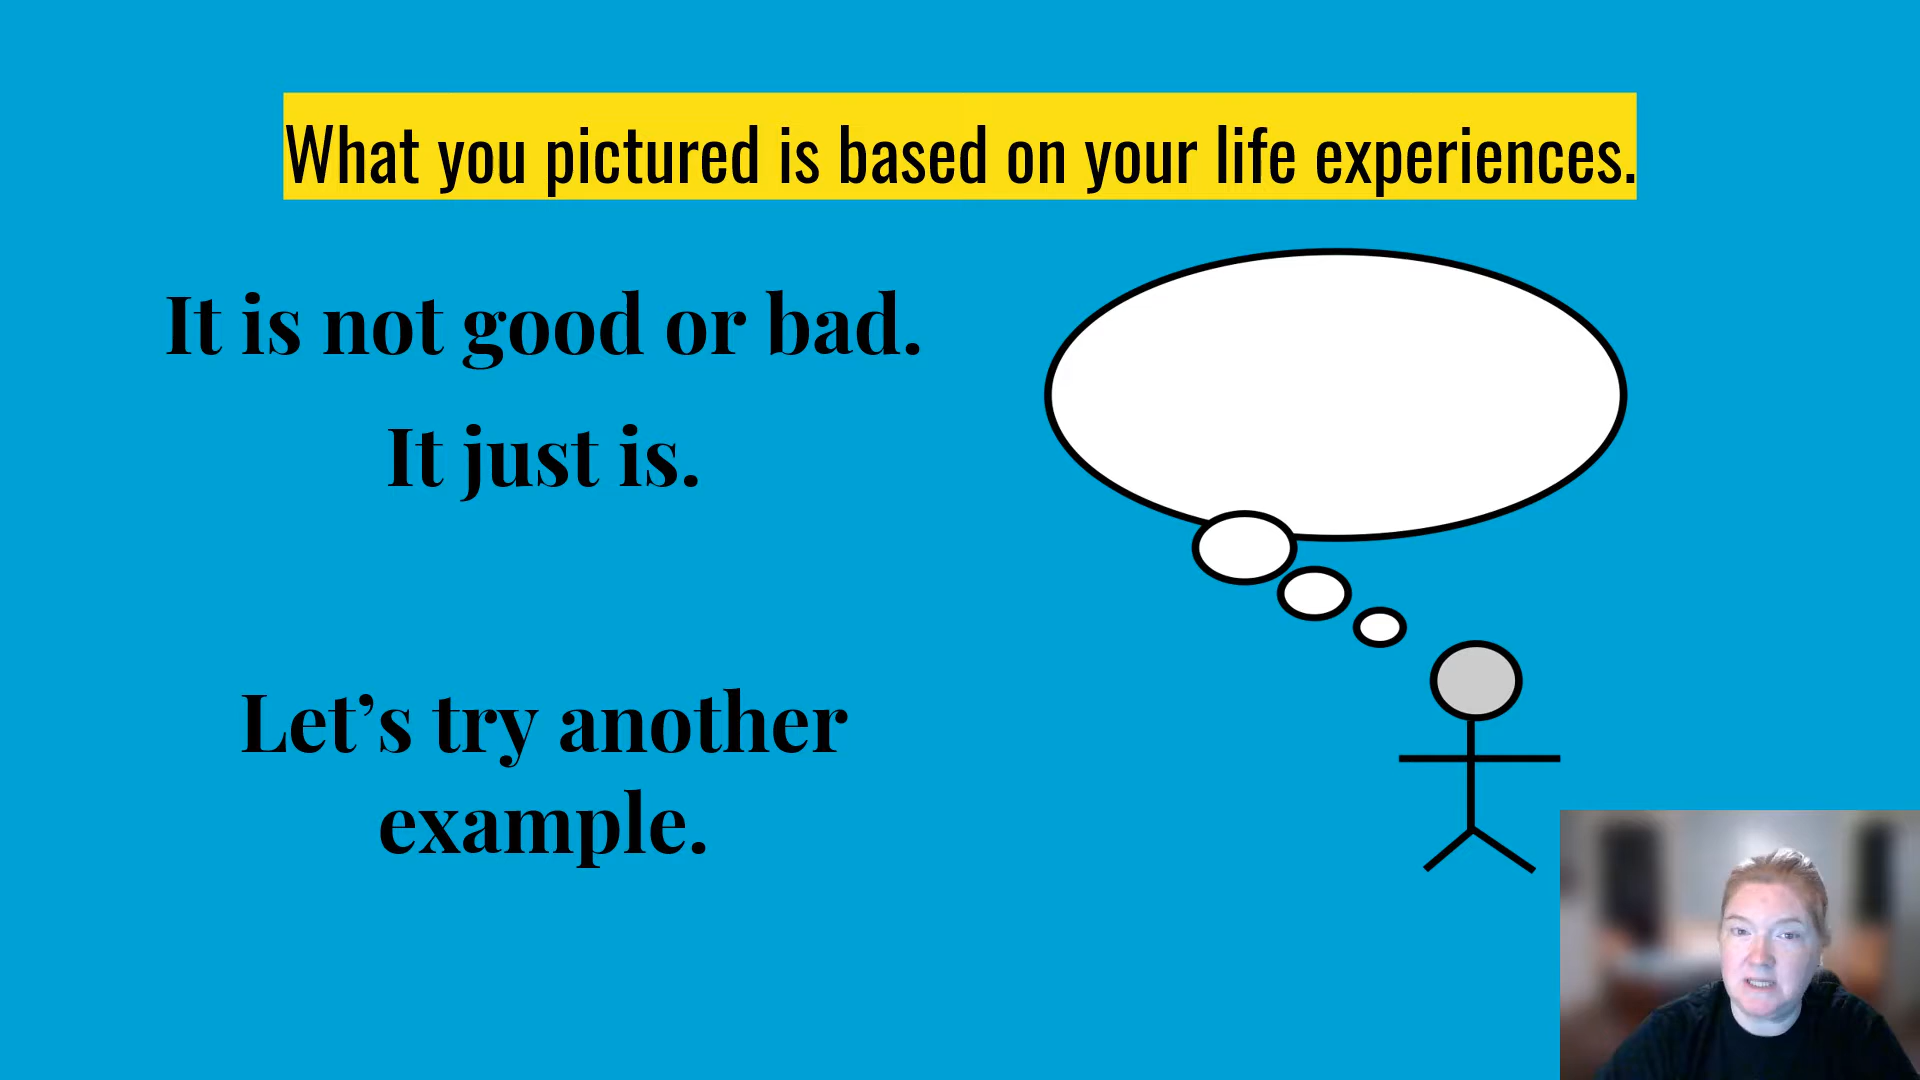 What you pictured is based on your life experiences.
It is not good or bad.
It just is.
Let’s try another
example.